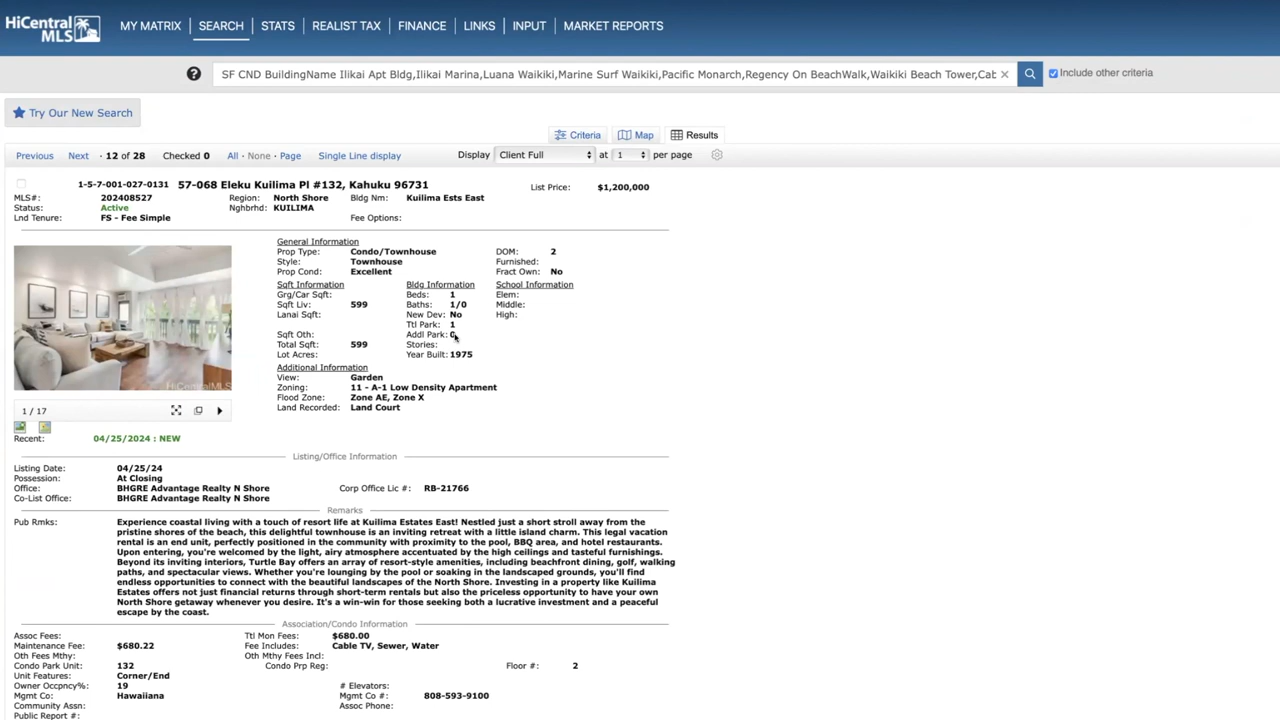 HiCentral MLS
MY MATRIX SEARCH STATS REALIST TAX FINANCE LINKS INPUT MARKET REPORTS
? SF CND BuildingName Ilikai Apt Bldg,Ilikai Marina,Luana Waikiki,Marine Surf Waikiki,Pacific Monarch,Regency On BeachWalk,Waikiki Beach Tower,Cat Include other criteria
Try Our New Search
Criteria Map Results
Previous Next · 12 of 28 Checked 0 All · None · Page Single Line display Display Client Full at 1 per page
1-5-7-001-027-0131 57-068 Eleku Kuilima Pl #132, Kahuku 96731 List Price: $1,200,000
MLS#: 202408527 Region: North Shore Bldg Nm: Kuilima Ests East
Status: Active Nghbrhd: KUILIMA
Lnd Tenure: FS - Fee Simple Fee Options:
General Information
Prop Type: Condo/Townhouse DOM: 2
Style: Townhouse Furnished:
Prop Cond: Excellent Fract Own: No
Sqft Information Bldg Information School Information
Grg/Car Sqft: Beds: 1 Elem:
Sqft Liv: 599 Baths: 1/0 Middle:
Lanai Sqft: New Dev: No High:
Ttl Park: 1
Sqft Oth: Addl Park: 0
Total Sqft: 599 Stories:
Lot Acres: Year Built: 1975
Additional Information
View: Garden
Zoning: 11 - A-1 Low Density Apartment
Flood Zone: Zone AE, Zone X
Land Recorded: Land Court
HiCentralMLS
1 / 17
Recent: 04/25/2024 : NEW
Listing/Office Information
Listing Date: 04/25/24
Possession: At Closing
Office: BHGRE Advantage Realty N Shore Corp Office Lic #: RB-21766
Co-List Office: BHGRE Advantage Realty N Shore
Remarks
Pub Rmks: Experience coastal living with a touch of resort life at Kuilima Estates East! Nestled just a short stroll away from the
pristine shores of the beach, this delightful townhouse is an inviting retreat with a little island charm. This legal vacation
rental is an end unit, perfectly positioned in the community with proximity to the pool, BBQ area, and hotel restaurants.
Upon entering, you're welcomed by the light, airy atmosphere accentuated by the high ceilings and tasteful furnishings.
Beyond its inviting interiors, Turtle Bay offers an array of resort-style amenities, including beachfront dining, golf, walking
paths, and spectacular views. Whether you're lounging by the pool or soaking in the landscaped grounds, you'll find
endless opportunities to connect with the beautiful landscapes of the North Shore. Investing in a property like Kuilima
Estates offers not just financial returns through short-term rentals but also the priceless opportunity to have your own
North Shore getaway whenever you desire. It's a win-win for those seeking both a lucrative investment and a peaceful
escape by the coast.
Association/Condo Information
Assoc Fees: Ttl Mon Fees: $680.00
Maintenance Fee: $680.22 Fee Includes: Cable TV, Sewer, Water
Oth Fees Mthy: Oth Mthy Fees Incl:
Condo Park Unit: 132 Condo Prp Reg: Floor #: 2
Unit Features: Corner/End
Owner Occpncy%: 19 # Elevators:
Mgmt Co: Hawaiiana Mgmt Co #: 808-593-9100
Community Assn: Assoc Phone:
Public Report #: